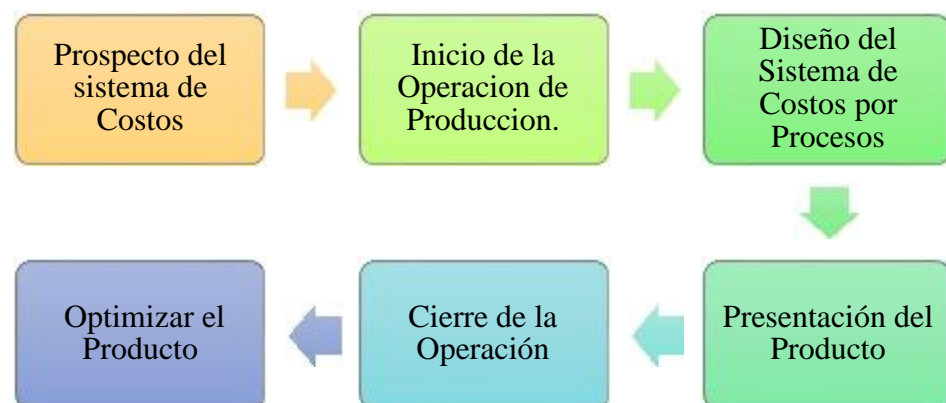 Prospecto del
sistema de
Costos
Inicio de la
Operacion de
Produccion.
Diseño del
Sistema de
Costos por
Procesos
Presentación del
Producto
Cierre de la
Operación
Optimizar el
Producto